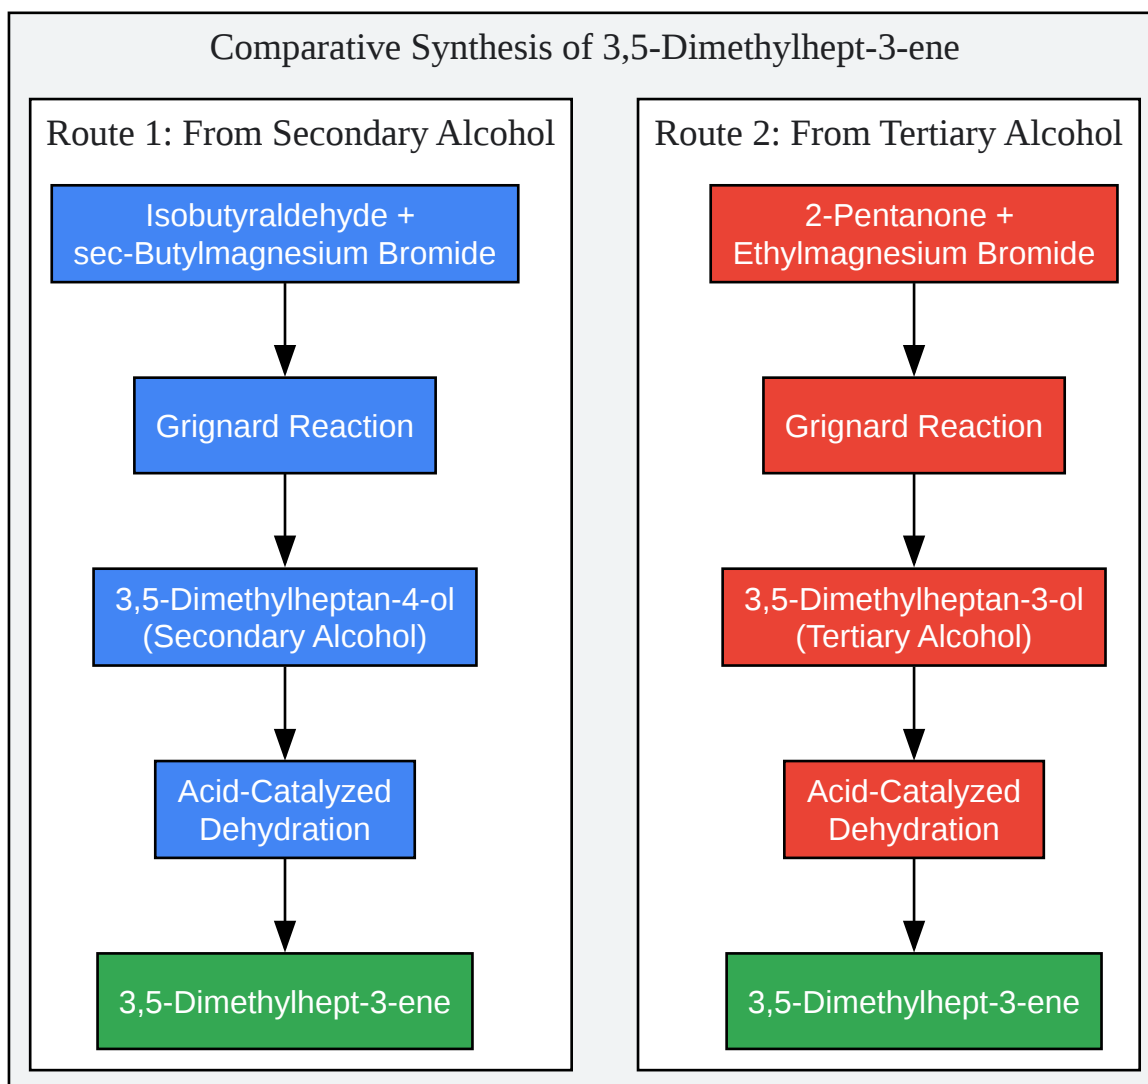 Comparative Synthesis of 3,5-Dimethylhept-3-ene
Route 1: From Secondary Alcohol
Isobutyraldehyde +
sec-Butylmagnesium Bromide
Grignard Reaction
3,5-Dimethylheptan-4-ol
(Secondary Alcohol)
Acid-Catalyzed
Dehydration
3,5-Dimethylhept-3-ene
Route 2: From Tertiary Alcohol
2-Pentanone +
Ethylmagnesium Bromide
Grignard Reaction
3,5-Dimethylheptan-3-ol
(Tertiary Alcohol)
Acid-Catalyzed
Dehydration
3,5-Dimethylhept-3-ene